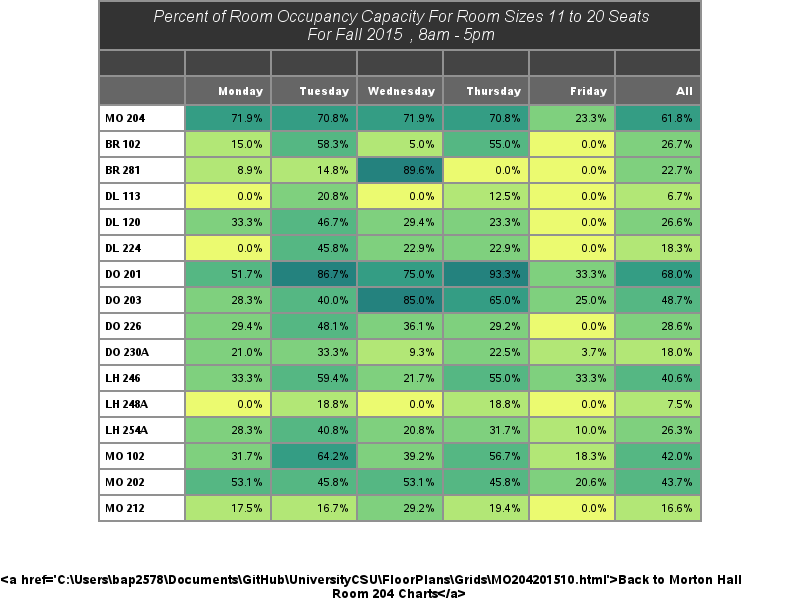 Percent of Room Occupancy Capacity For Room Sizes 11 to 20 Seats
For Fall 2015 , 8am - 5pm
Monday Tuesday Wednesday Thursday Friday All
MO 204 71.9% 70.8% 71.9% 70.8% 23.3% 61.8%
BR 102 15.0% 58.3% 5.0% 55.0% 0.0% 26.7%
BR 281 8.9% 14.8% 89.6% 0.0% 0.0% 22.7%
DL 113 0.0% 20.8% 0.0% 12.5% 0.0% 6.7%
DL 120 33.3% 46.7% 29.4% 23.3% 0.0% 26.6%
DL 224 0.0% 45.8% 22.9% 22.9% 0.0% 18.3%
DO 201 51.7% 86.7% 75.0% 93.3% 33.3% 68.0%
DO 203 28.3% 40.0% 85.0% 65.0% 25.0% 48.7%
DO 226 29.4% 48.1% 36.1% 29.2% 0.0% 28.6%
DO 230A 21.0% 33.3% 9.3% 22.5% 3.7% 18.0%
LH 246 33.3% 59.4% 21.7% 55.0% 33.3% 40.6%
LH 248A 0.0% 18.8% 0.0% 18.8% 0.0% 7.5%
LH 254A 28.3% 40.8% 20.8% 31.7% 10.0% 26.3%
MO 102 31.7% 64.2% 39.2% 56.7% 18.3% 42.0%
MO 202 53.1% 45.8% 53.1% 45.8% 20.6% 43.7%
MO 212 17.5% 16.7% 29.2% 19.4% 0.0% 16.6%
<a href='C:\Users\bap2578\Documents\GitHub\UniversityCSU\FloorPlans\Grids\MO204201510.html'>Back to Morton Hall
Room 204 Charts</a>